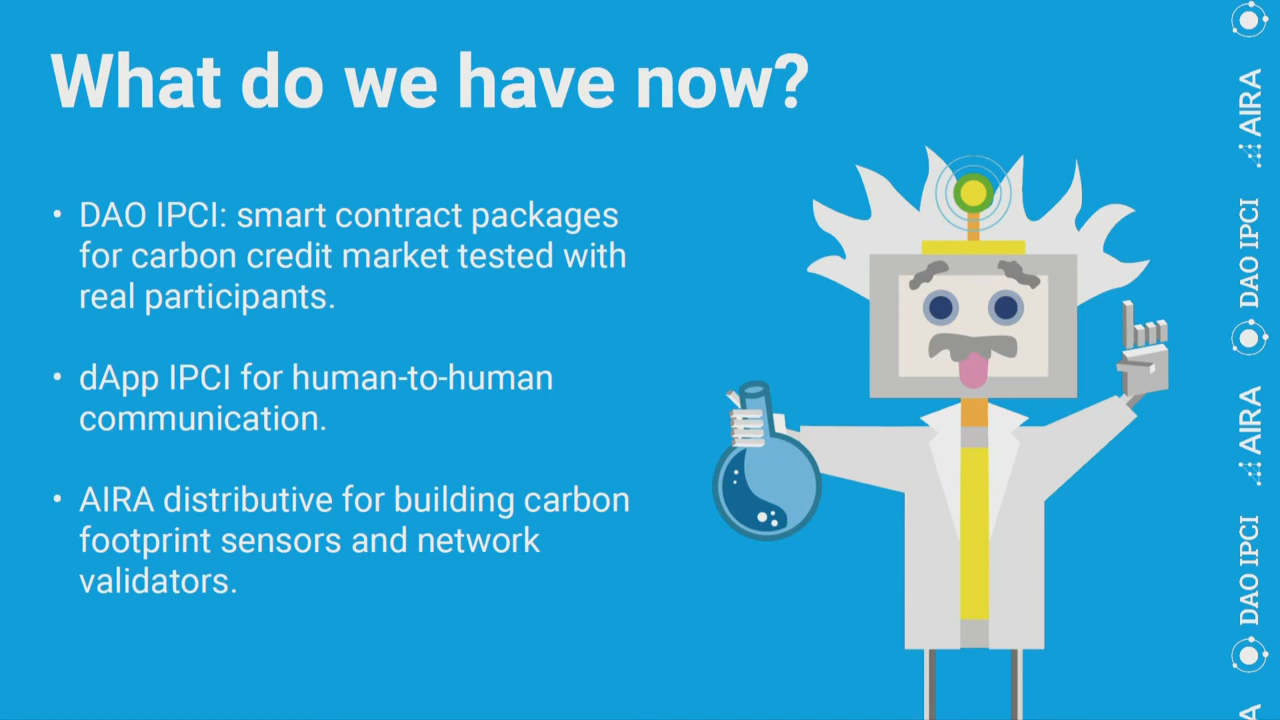 What do we have now?
• DAO IPCI: smart contract packages
for carbon credit market tested with
real participants.
• dApp IPCI for human-to-human
communication.
• AIRA distributive for building carbon
footprint sensors and network
validators.
AIRA
DAO IPCI
AIRA
DAO IPCI